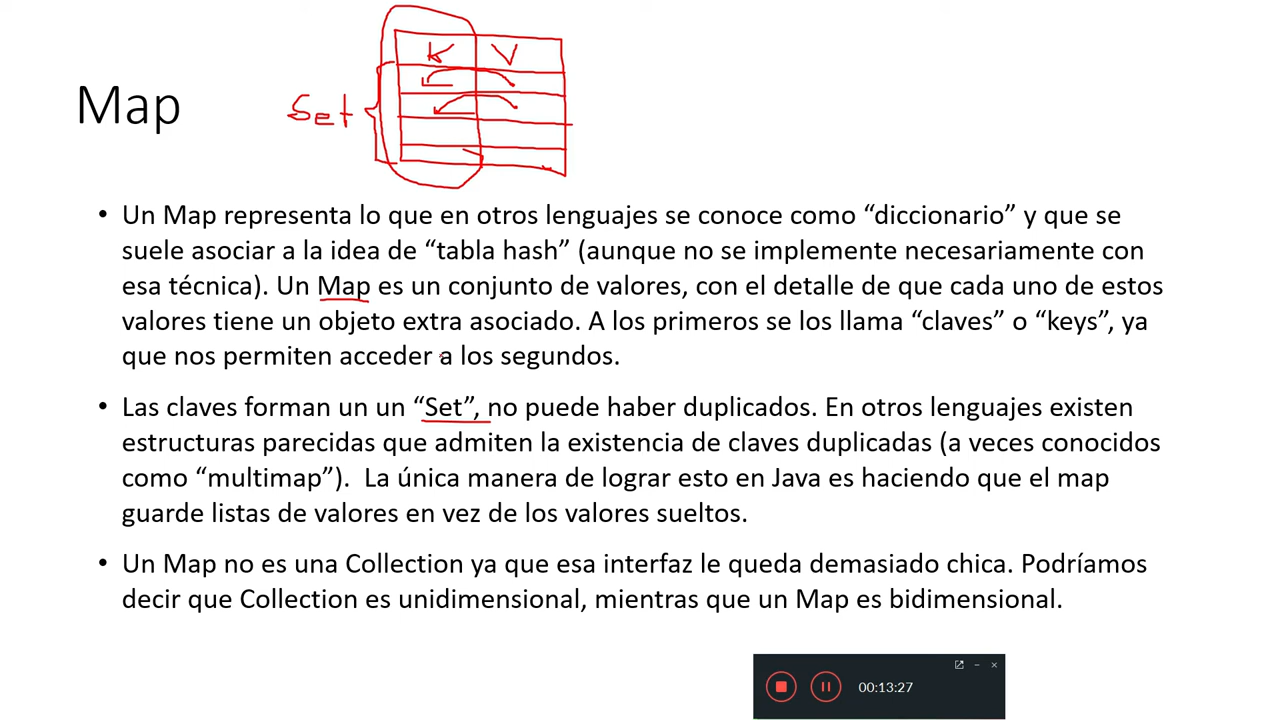 K V
Set
Map
• Un Map representa lo que en otros lenguajes se conoce como “diccionario” y que se
suele asociar a la idea de “tabla hash” (aunque no se implemente necesariamente con
esa técnica). Un Map es un conjunto de valores, con el detalle de que cada uno de estos
valores tiene un objeto extra asociado. A los primeros se los llama “claves” o “keys”, ya
que nos permiten acceder a los segundos.
• Las claves forman un un “Set”, no puede haber duplicados. En otros lenguajes existen
estructuras parecidas que admiten la existencia de claves duplicadas (a veces conocidos
como “multimap”). La única manera de lograr esto en Java es haciendo que el map
guarde listas de valores en vez de los valores sueltos.
• Un Map no es una Collection ya que esa interfaz le queda demasiado chica. Podríamos
decir que Collection es unidimensional, mientras que un Map es bidimensional.
00:13:27